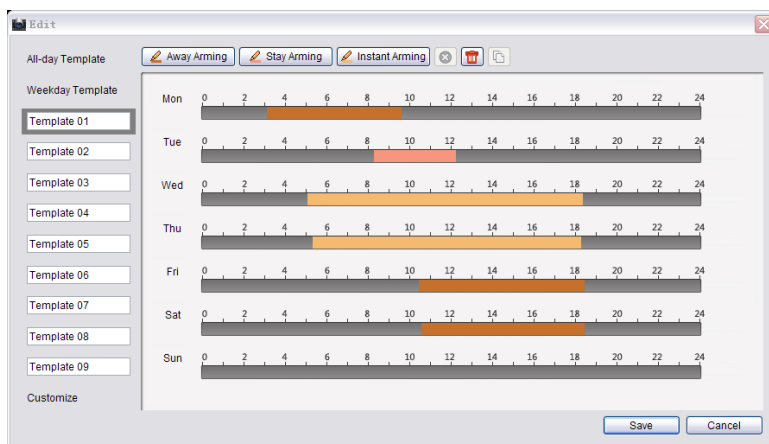 Edit
All-day Template
Away Arming Stay Arming Instant Arming
Weekday Template
Template 01
Template 02
Template 03
Template 04
Template 05
Template 06
Template 07
Template 08
Template 09
Customize
Mon 0 2 4 6 8 10 12 14 16 18 20 22 24
Tue 0 2 4 6 8 10 12 14 16 18 20 22 24
Wed 0 2 4 6 8 10 12 14 16 18 20 22 24
Thu 0 2 4 6 8 10 12 14 16 18 20 22 24
Fri 0 2 4 6 8 10 12 14 16 18 20 22 24
Sat 0 2 4 6 8 10 12 14 16 18 20 22 24
Sun 0 2 4 6 8 10 12 14 16 18 20 22 24
Save Cancel